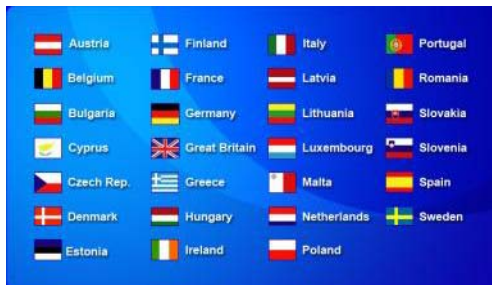 Austria
Belgium
Bulgaria
Cyprus
Czech Rep.
Denmark
Estonia
Finland
France
Germany
Great Britain
Greece
Hungary
Ireland
Italy
Latvia
Lithuania
Luxembourg
Malta
Netherlands
Poland
Portugal
Romania
Slovakia
Slovenia
Spain
Sweden